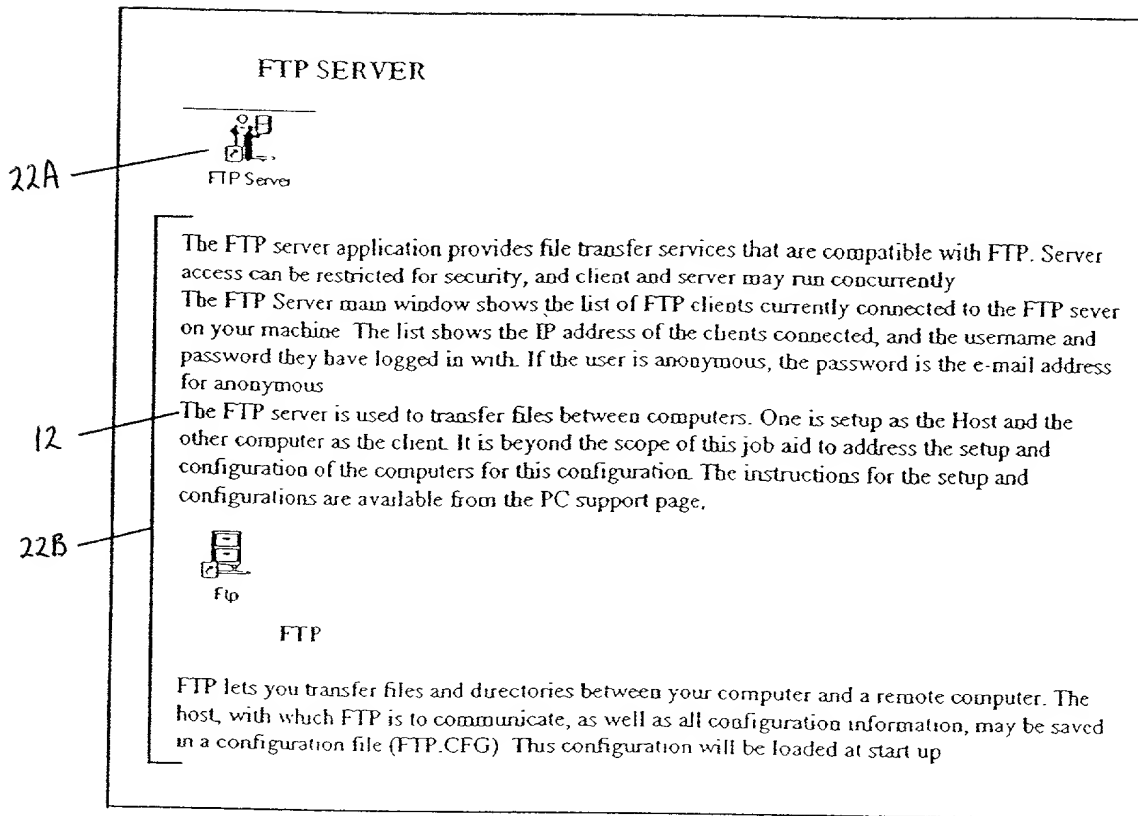 FTP SERVER
22A
FTP Server
The FTP server application provides file transfer services that are compatible with FTP. Server
access can be restricted for security, and client and server may run concurrently
The FTP Server main window shows the list of FTP clients currently connected to the FTP sever
on your machine The list shows the IP address of the clients connected, and the username and
password they have logged in with. If the user is anonymous, the password is the e-mail address
for anonymous
12
The FTP server is used to transfer files between computers. One is setup as the Host and the
other computer as the client. It is beyond the scope of this job aid to address the setup and
configuration of the computers for this configuration. The instructions for the setup and
configurations are available from the PC support page.
22B
Ftp
FTP
FTP lets you transfer files and directories between your computer and a remote computer. The
host, with which FTP is to communicate, as well as all configuration information, may be saved
in a configuration file (FTP.CFG) This configuration will be loaded at start up